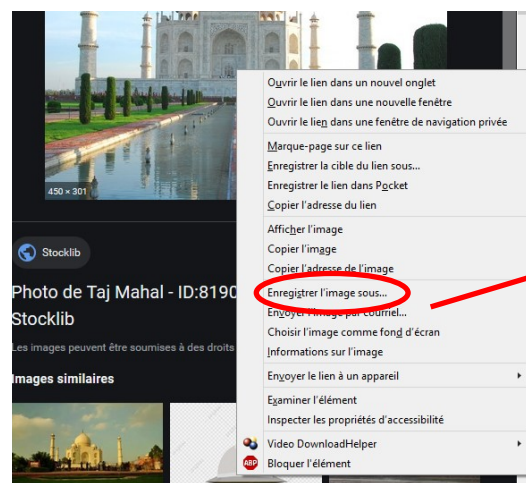 450 × 301
Stocklib
Photo de Taj Mahal - ID:8190
Stocklib
Les images peuvent être soumises à des droits
Images similaires
Ouvrir le lien dans un nouvel onglet
Ouvrir le lien dans une nouvelle fenêtre
Ouvrir le lien dans une fenêtre de navigation privée
Marque-page sur ce lien
Enregistrer la cible du lien sous...
Enregistrer le lien dans Pocket
Copier l'adresse du lien
Afficher l'image
Copier l'image
Copier l'adresse de l'image
Enregistrer l'image sous...
Envoyer l'image par courriel...
Choisir l'image comme fond d'écran
Informations sur l'image
Envoyer le lien à un appareil
Examiner l'élément
Inspecter les propriétés d'accessibilité
Video DownloadHelper
ABP
Bloquer l'élément